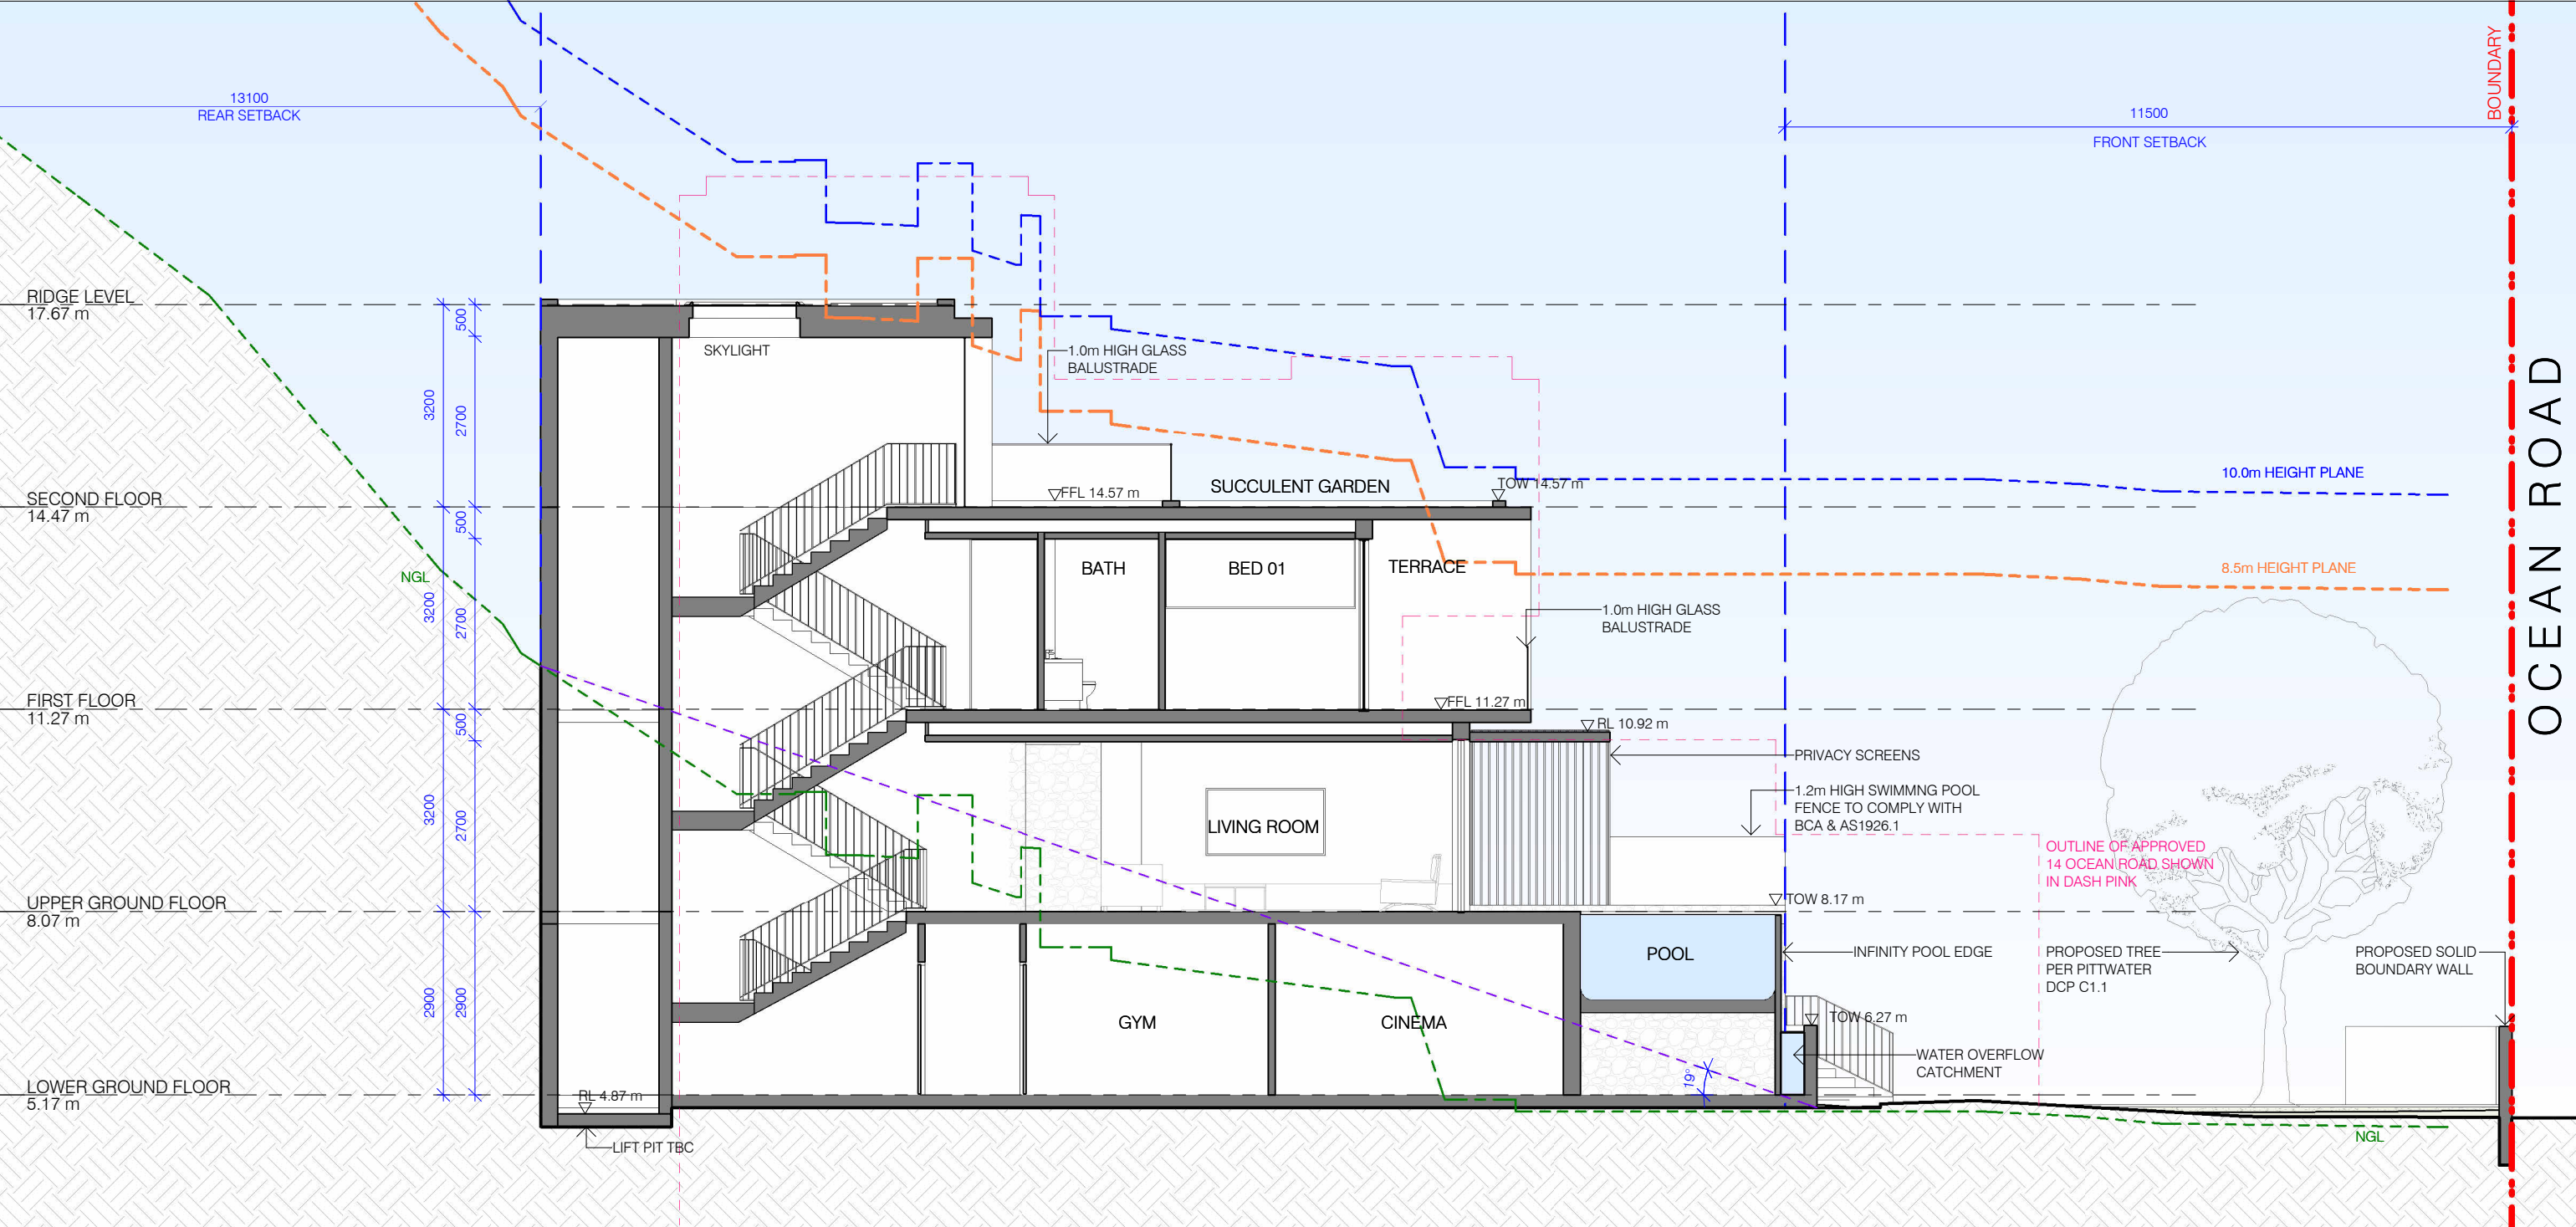 BOUNDARY
13100
REAR SETBACK
11500
FRONT SETBACK
RIDGE LEVEL
17.67 m
500
SKYLIGHT
1.0m HIGH GLASS
BALUSTRADE
3200
2700
OCEAN ROAD
10.0m HEIGHT PLANE
SECOND FLOOR
14.47 m
FFL 14.57 m
SUCCULENT GARDEN
TOW 14.57 m
500
NGL
BATH
BED 01
TERRACE
8.5m HEIGHT PLANE
3200
2700
1.0m HIGH GLASS
BALUSTRADE
FIRST FLOOR
11.27 m
500
FFL 11.27 m
RL 10.92 m
PRIVACY SCREENS
3200
2700
LIVING ROOM
1.2m HIGH SWIMMNG POOL
FENCE TO COMPLY WITH
BCA & AS1926.1
OUTLINE OF APPROVED
14 OCEAN ROAD SHOWN
IN DASH PINK
UPPER GROUND FLOOR
8.07 m
TOW 8.17 m
POOL
INFINITY POOL EDGE
PROPOSED TREE
PER PITTWATER
DCP C1.1
PROPOSED SOLID
BOUNDARY WALL
2900
2900
GYM
CINEMA
TOW 6.27 m
19°
WATER OVERFLOW
CATCHMENT
LOWER GROUND FLOOR
5.17 m
RL 4.87 m
LIFT PIT TBC
NGL